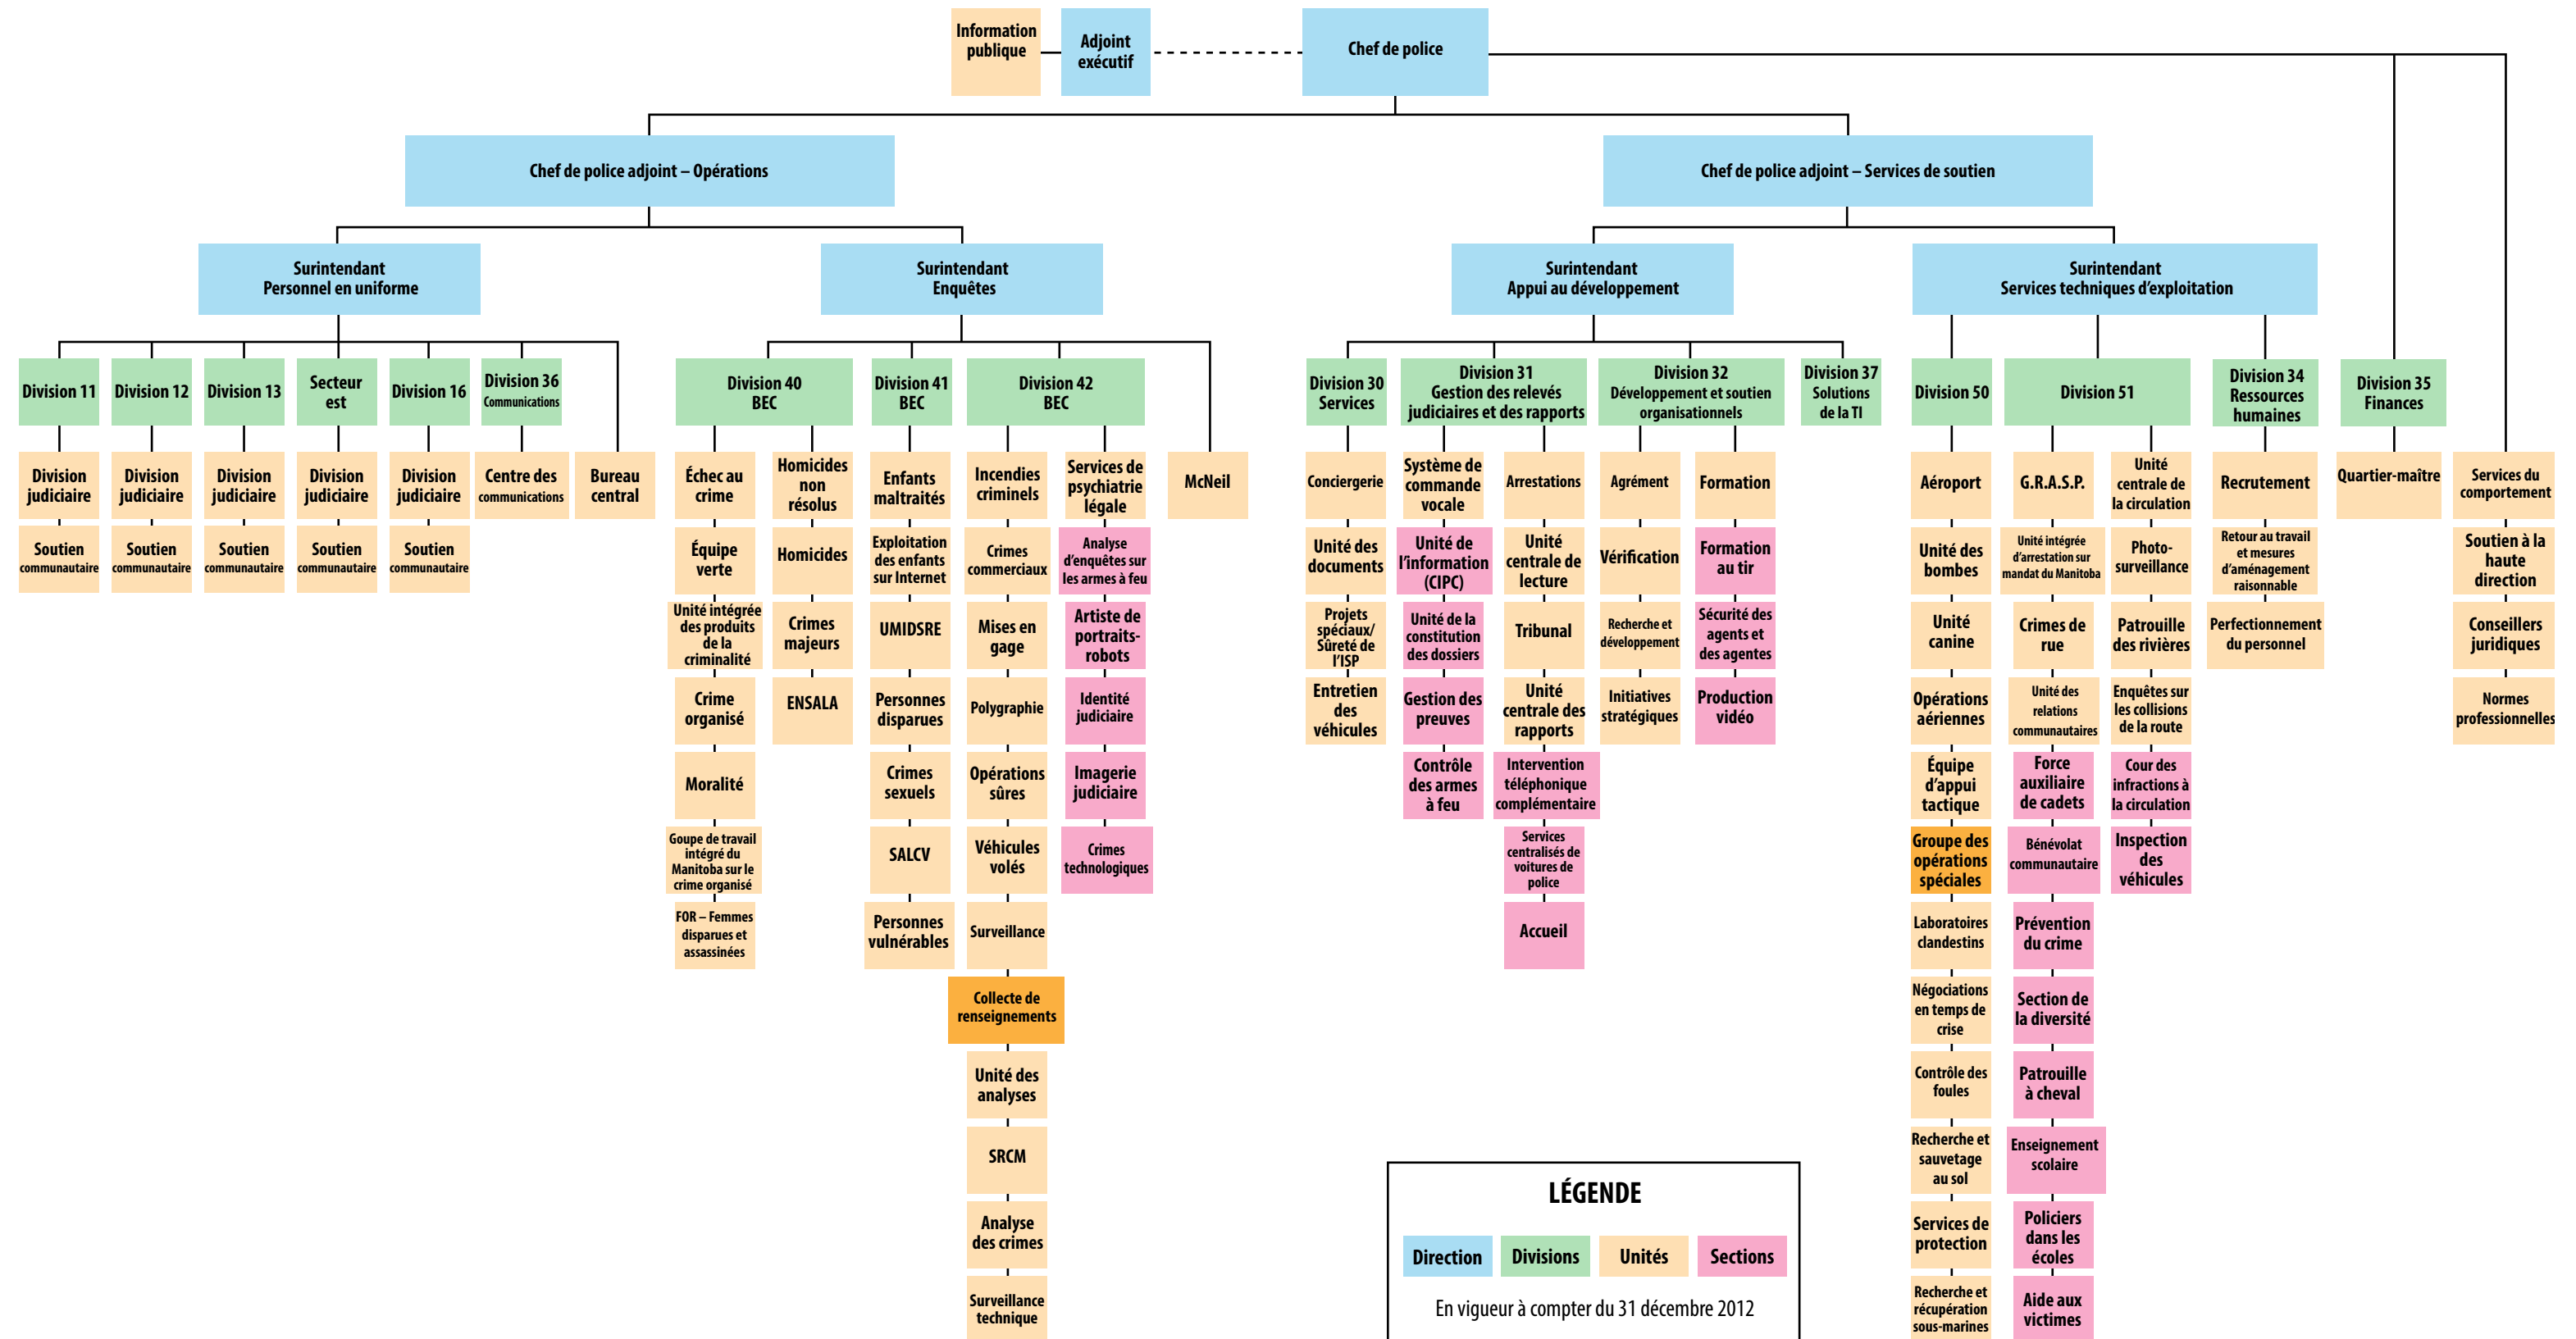 Information
publique
Adjoint
exécutif
Chef de police
Chef de police adjoint – Opérations
Chef de police adjoint – Services de soutien
Surintendant
Personnel en uniforme
Surintendant
Enquêtes
Surintendant
Appui au développement
Surintendant
Services techniques d’exploitation
Division 11
Division 12
Division 13
Secteur
est
Division 16
Division 36
Communications
Division 40
BEC
Division 41
BEC
Division 42
BEC
Division 30
Services
Division 31
Gestion des relevés
judiciaires et des rapports
Division 32
Développement et soutien
organisationnels
Division 37
Solutions
de la TI
Division 50
Division 51
Division 34
Ressources
humaines
Division 35
Finances
Division
judiciaire
Soutien
communautaire
Division
judiciaire
Soutien
communautaire
Division
judiciaire
Soutien
communautaire
Division
judiciaire
Soutien
communautaire
Division
judiciaire
Soutien
communautaire
Centre des
communications
Bureau
central
Échec au
crime
Équipe
verte
Unité intégrée
des produits
de la
criminalité
Crime
organisé
Moralité
Goupe de travail
intégré du
Manitoba sur le
crime organisé
FOR – Femmes
disparues et
assassinées
Homicides
non
résolus
Homicides
Crimes
majeurs
ENSALA
Enfants
maltraités
Exploitation
des enfants
sur Internet
UMIDSRE
Personnes
disparues
Crimes
sexuels
SALCV
Personnes
vulnérables
Incendies
criminels
Crimes
commerciaux
Mises en
gage
Polygraphie
Opérations
sûres
Véhicules
volés
Surveillance
Collecte de
renseignements
Unité des
analyses
SRCM
Analyse
des crimes
Surveillance
technique
Services de
psychiatrie
légale
Analyse
d’enquêtes sur
les armes à feu
Artiste de
portraits-
robots
Identité
judiciaire
Imagerie
judiciaire
Crimes
technologiques
McNeil
Conciergerie
Unité des
documents
Projets
spéciaux/
Sûreté de
l’ISP
Entretien
des
véhicules
Système de
commande
vocale
Unité de
l’information
(CIPC)
Unité de la
constitution
des dossiers
Gestion des
preuves
Contrôle
des armes
à feu
Arrestations
Unité
centrale de
lecture
Tribunal
Unité
centrale des
rapports
Intervention
téléphonique
complémentaire
Services
centralisés de
voitures de
police
Accueil
Agrément
Vérification
Recherche et
développement
Initiatives
stratégiques
Formation
Formation
au tir
Sécurité des
agents et
des agentes
Production
vidéo
Aéroport
Unité des
bombes
Unité
canine
Opérations
aériennes
Équipe
d’appui
tactique
Groupe des
opérations
spéciales
Laboratoires
clandestins
Négociations
en temps de
crise
Contrôle des
foules
Recherche et
sauvetage
au sol
Services de
protection
Recherche et
récupération
sous-marines
G.R.A.S.P.
Unité intégrée
d’arrestation sur
mandat du Manitoba
Crimes de
rue
Unité des
relations
communautaires
Force
auxiliaire
de cadets
Bénévolat
communautaire
Prévention
du crime
Section de
la diversité
Patrouille
à cheval
Enseignement
scolaire
Policiers
dans les
écoles
Aide aux
victimes
Unité
centrale de
la circulation
Photo-
surveillance
Patrouille
des rivières
Enquêtes sur
les collisions
de la route
Cour des
infractions à
la circulation
Inspection
des
véhicules
Recrutement
Retour au travail
et mesures
d’aménagement
raisonnable
Perfectionnement
du personnel
Quartier-maître
Services du
comportement
Soutien à la
haute
direction
Conseillers
juridiques
Normes
professionnelles
LÉGENDE
Direction
Divisions
Unités
Sections
En vigueur à compter du 31 décembre 2012